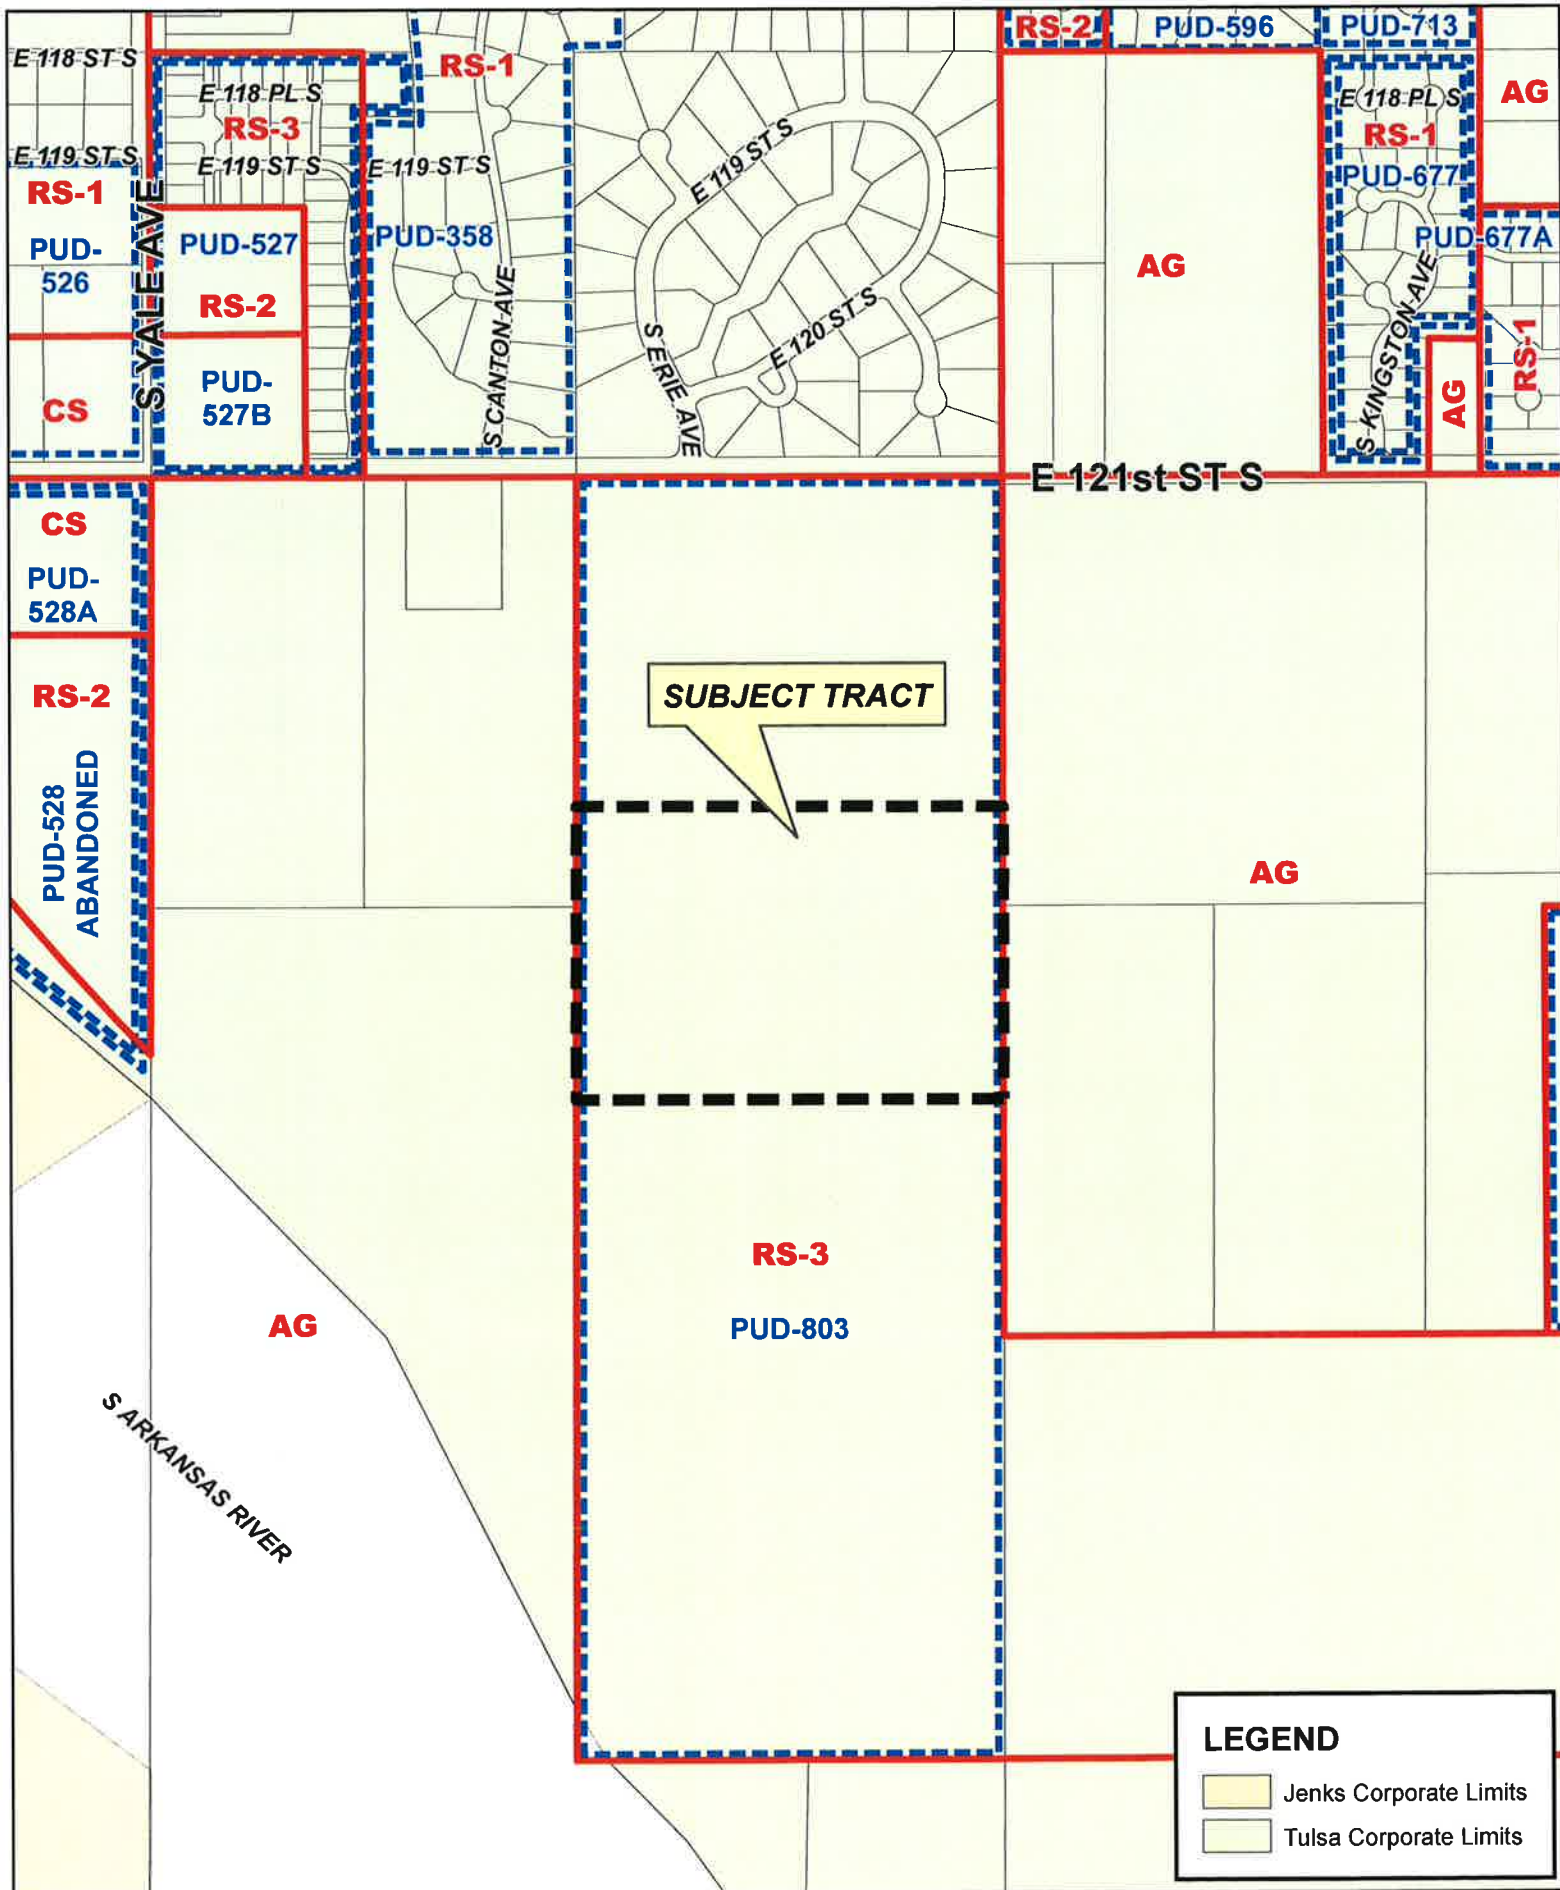 RS-2
PUD-596
PUD-713
E 118 ST S
RS-1
E 118 PL S
E 118 PL S
AG
RS-3
RS-1
E 119 ST S
E 119 ST S
E 119 ST S
E 119 ST S
RS-1
PUD-677
PUD-
526
S YALE AVE
PUD-527
PUD-358
PUD-677A
AG
RS-2
S CANTON AVE
S ERIE AVE
E 120 ST S
S KINGSTON AVE
RS-1
PUD-
527B
CS
AG
E 121st ST S
CS
PUD-
528A
RS-2
SUBJECT TRACT
PUD-528
ABANDONED
AG
RS-3
AG
PUD-803
S ARKANSAS RIVER
LEGEND
Jenks Corporate Limits
Tulsa Corporate Limits